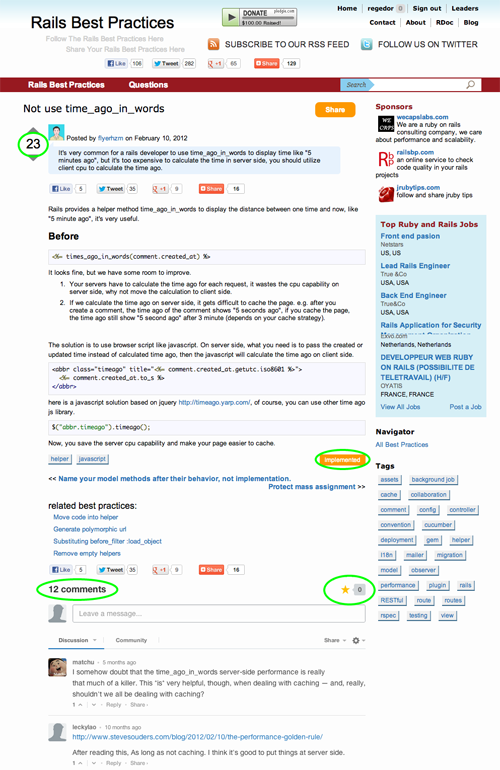 Rails Best Practices
Follow The Rails Best Practices Here
Share Your Rails Best Practices Here
DONATE
pledgie.com
$100.00 Raised!
Home | regedor 0 | Sign out | Leaders
Contact | About | RDoc | Blog
SUBSCRIBE TO OUR RSS FEED
FOLLOW US ON TWITTER
Like 106 Tweet 282 +1 65 Share 129
Rails Best Practices
Questions
Search
Not use time_ago_in_words
Share
23
Posted by flyerhzm on February 10, 2012
It's very common for a rails developer to use time_ago_in_words to display time like "5
minutes ago", but it's too expensive to calculate the time in server side, you should utilize
client cpu to calculate the time ago.
Like 5 Tweet 35 +1 9 Share 16
Rails provides a helper method time_ago_in_words to display the distance between one time and now, like
"5 minute ago", it's very useful.
Before
<%= times_ago_in_words(comment.created_at) %>
It looks fine, but we have some room to improve.
1. Your servers have to calculate the time ago for each request, it wastes the cpu capability on
server side, why not move the calculation to client side.
2. If we calculate the time ago on server side, it gets difficult to cache the page. e.g. after you
create a comment, the time ago of the comment shows "5 seconds ago", if you cache the page,
the time ago still show "5 second ago" after 3 minute (depends on your cache strategy).
The solution is to use browser script like javascript. On server side, what you need is to pass the created or
updated time instead of calculated time ago, then the javascript will calculate the time ago on client side.
<abbr class="timeago" title="<%= comment.created_at.getutc.iso8601 %>">
<%= comment.created_at.to_s %>
</abbr>
here is a javascript solution based on jquery http://timeago.yarp.com/, of course, you can use other time ago
js library.
$("abbr.timeago").timeago();
Now, you save the server cpu capability and make your page easier to cache.
helper javascript
implemented
<< Name your model methods after their behavior, not implementation.
Protect mass assignment >>
related best practices:
Move code into helper
Generate polymorphic url
Substituting before_filter :load_object
Remove empty helpers
Like 5 Tweet 35 +1 9 Share 16
12 comments
0
Leave a message...
Discussion
Community
Share
matchu • 5 months ago
I somehow doubt that the time_ago_in_words server-side performance is really
that much of a killer. This *is* very helpful, though, when dealing with caching — and, really,
shouldn't we all be dealing with caching?
1 Reply Share
leckylao • 10 months ago
http://www.stevesouders.com/blog/2012/02/10/the-performance-golden-rule/
After reading this, As long as not caching. I think it's good to put things at server side.
1 Reply Share
Sponsors
WE CRPS
wecapslabs.com
We are a ruby on rails
consulting company, we care
about performance and scalability.
Rbsp
railsbp.com
an online service to check
code quality in your rails
projects
jrubytips.com
follow and share jruby tips
Top Ruby and Rails Jobs
Front end pasion
Netstars
US, US
Lead Rails Engineer
True &Co
USA, USA
Back End Engineer
True&Co
USA, USA
Rails Application for Security
Netherlands, Netherlands
DEVELOPPEUR WEB RUBY
ON RAILS (POSSIBILITE DE
TELETRAVAIL) (H/F)
OYATIS
FRANCE, FRANCE
View All Jobs
Post a Job
Navigator
All Best Practices
Tags
assets background job
cache collaboration
comment config controller
convention cucumber
deployment gem helper
I18n mailer migration
model observer
performance plugin rails
RESTful route routes
rspec testing view